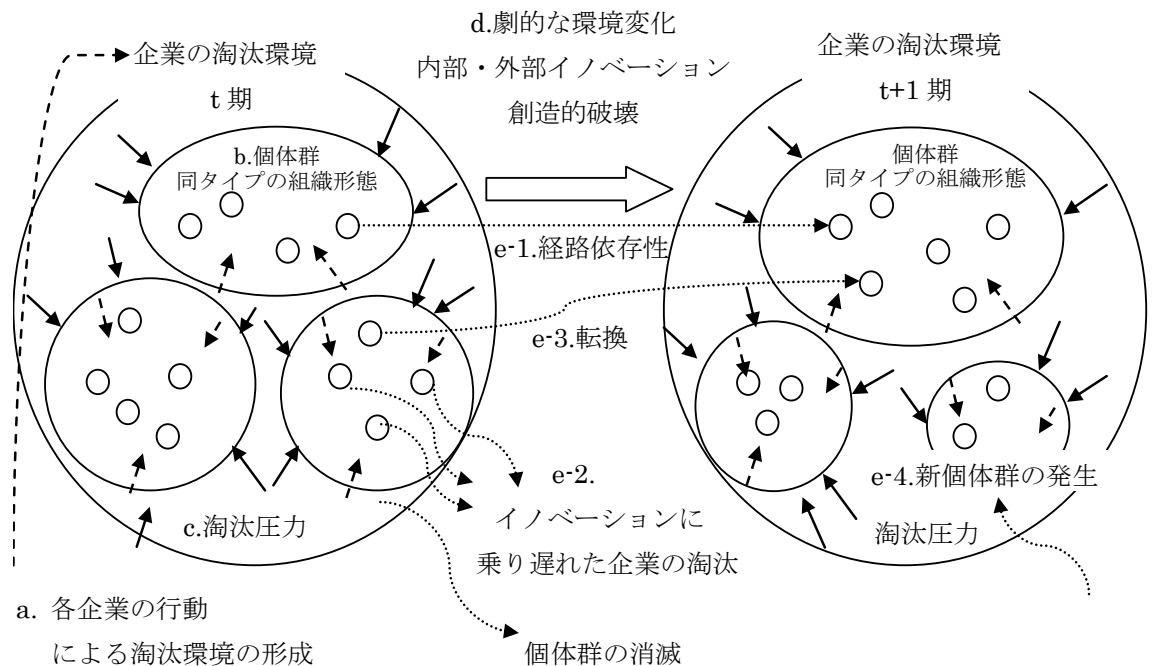 d.劇的な環境変化
内部・外部イノベーション
創造的破壊
企業の淘汰環境
t 期
b.個体群
同タイプの組織形態
c.淘汰圧力
a. 各企業の行動
による淘汰環境の形成
e-1.経路依存性
e-3.転換
e-2.
イノベーションに
乗り遅れた企業の淘汰
個体群の消滅
企業の淘汰環境
t+1 期
個体群
同タイプの組織形態
e-4.新個体群の発生
淘汰圧力